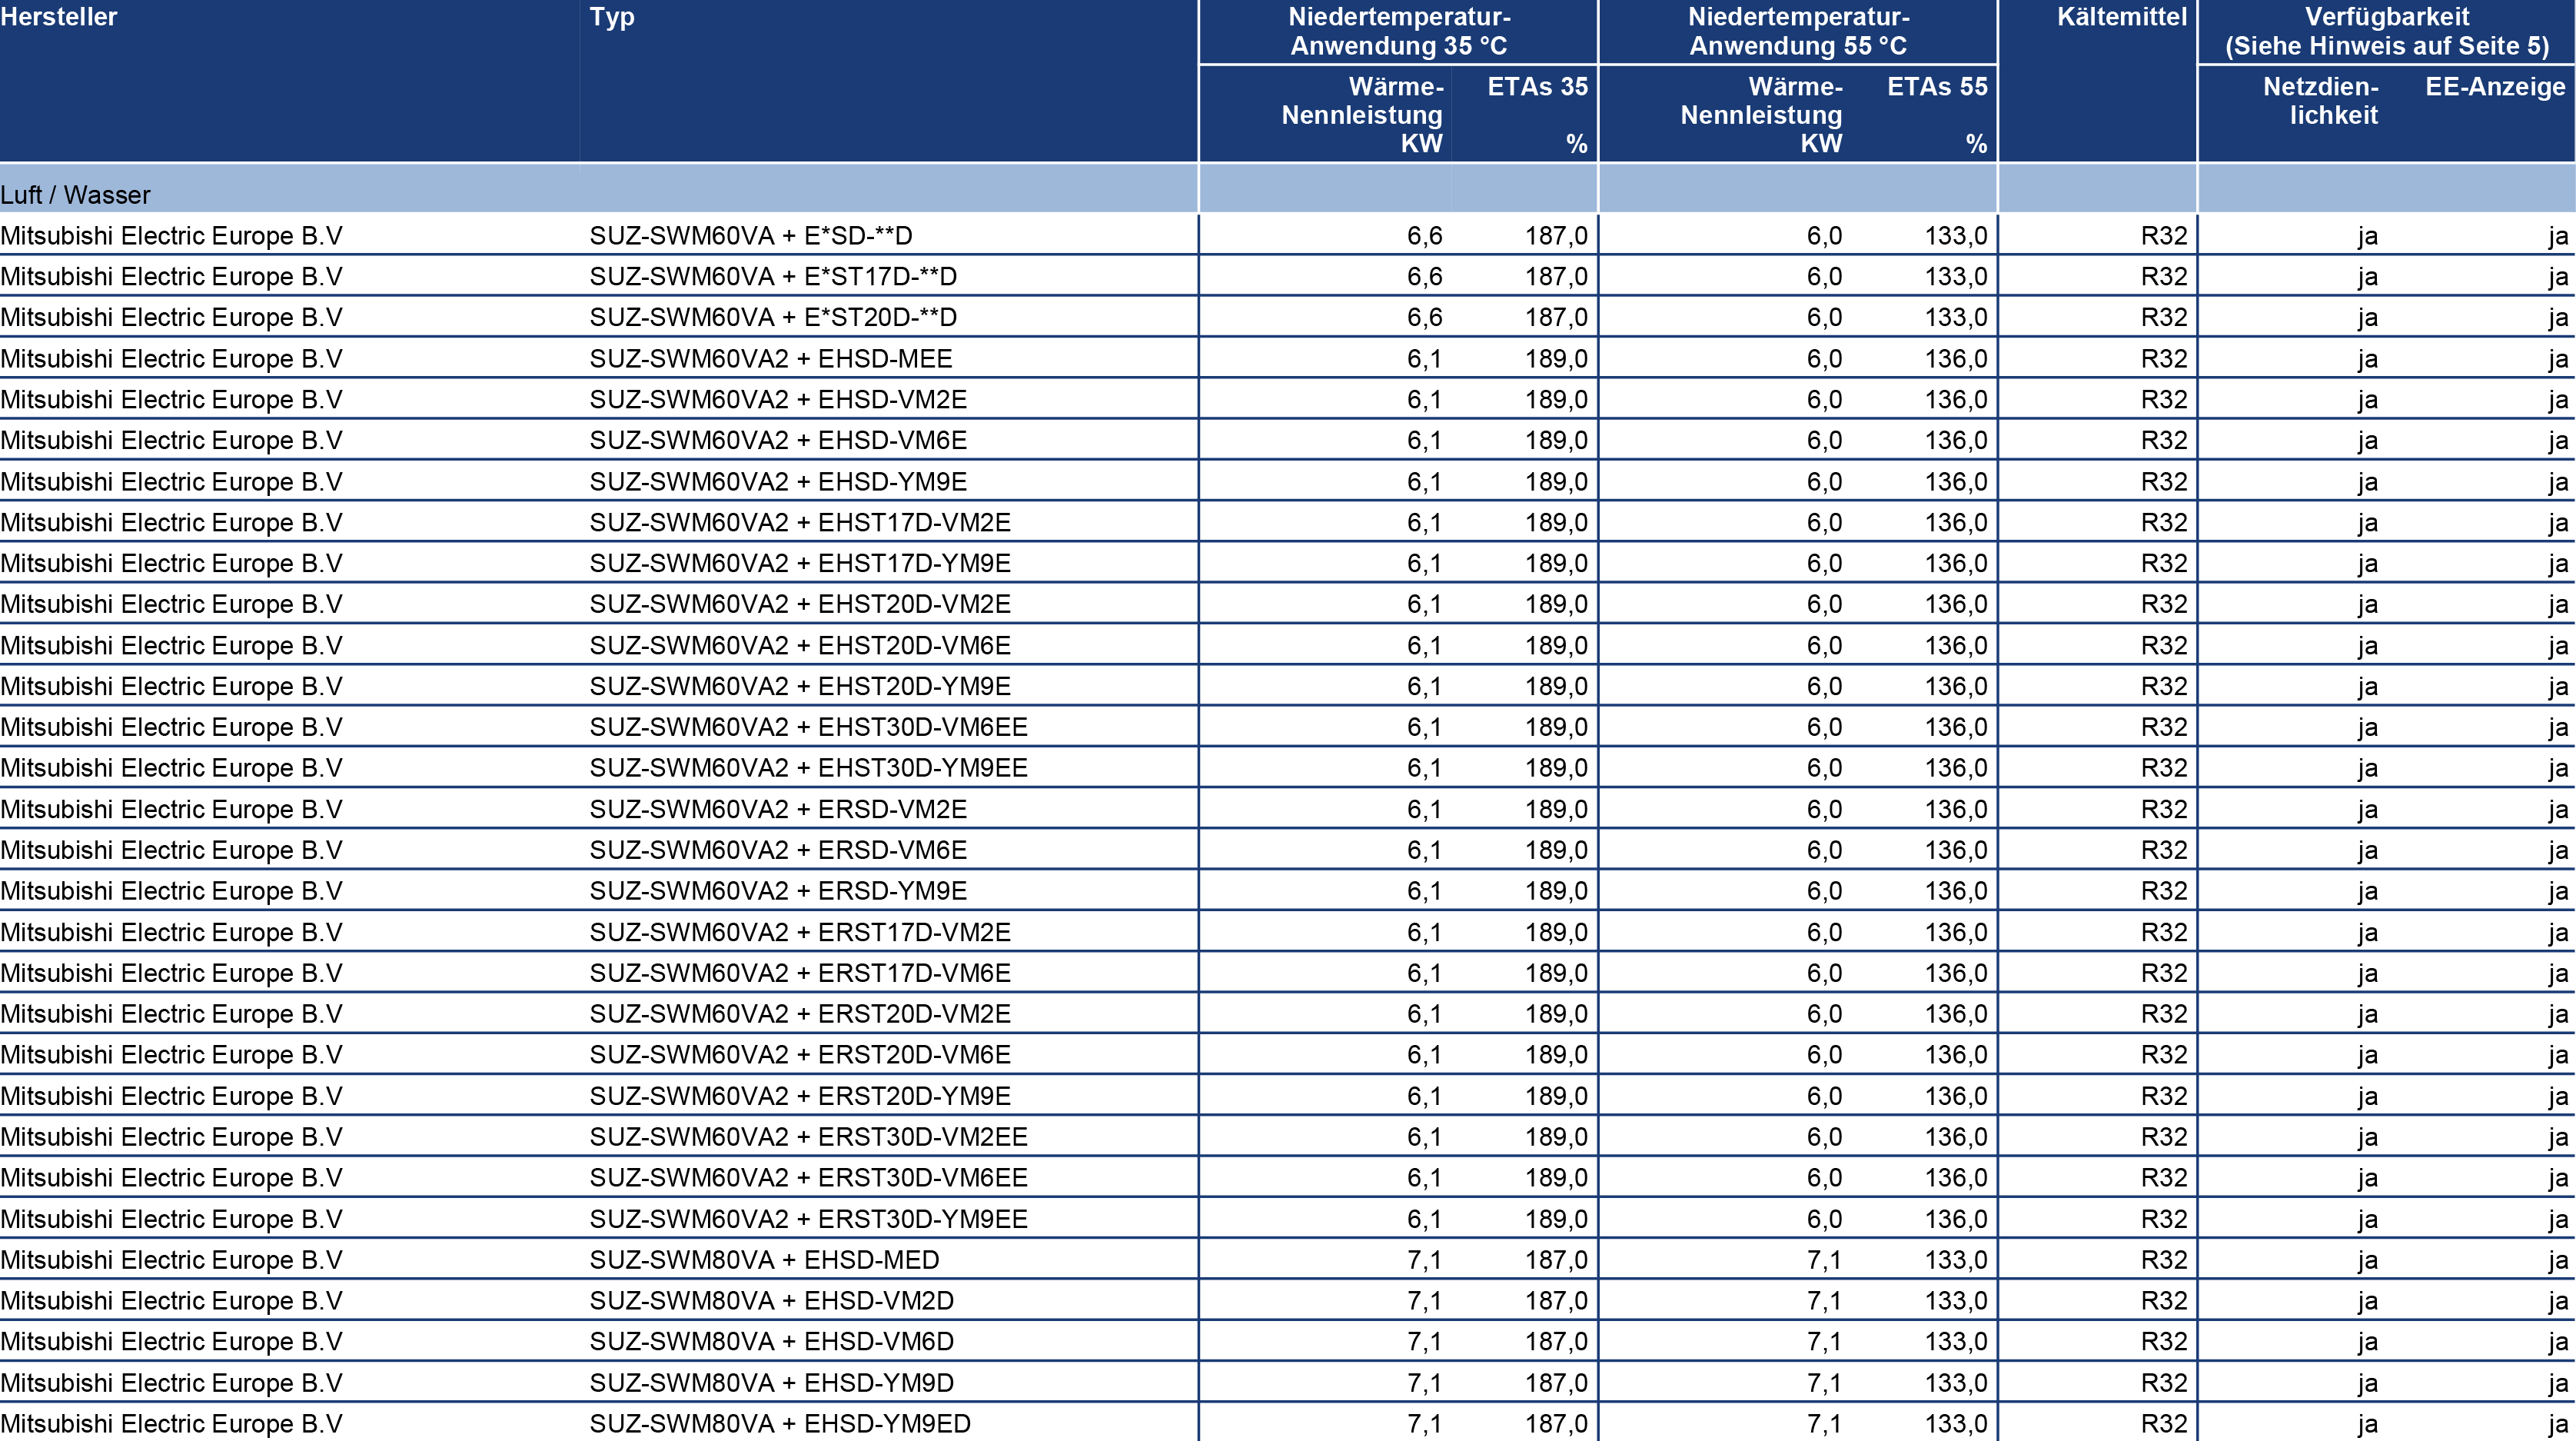 Hersteller Typ Niedertemperatur- Niedertemperatur- Kältemittel Verfügbarkeit
Anwendung 35 °C Anwendung 55 °C (Siehe Hinweis auf Seite 5)
Wärme- ETAs 35 Wärme- ETAs 55 Netzdien- EE-Anzeige
Nennleistung Nennleistung lichkeit
KW % KW %
Luft / Wasser
Mitsubishi Electric Europe B.V SUZ-SWM60VA + E*SD-**D 6,6 187,0 6,0 133,0 R32 ja ja
Mitsubishi Electric Europe B.V SUZ-SWM60VA + E*ST17D-**D 6,6 187,0 6,0 133,0 R32 ja ja
Mitsubishi Electric Europe B.V SUZ-SWM60VA + E*ST20D-**D 6,6 187,0 6,0 133,0 R32 ja ja
Mitsubishi Electric Europe B.V SUZ-SWM60VA2 + EHSD-MEE 6,1 189,0 6,0 136,0 R32 ja ja
Mitsubishi Electric Europe B.V SUZ-SWM60VA2 + EHSD-VM2E 6,1 189,0 6,0 136,0 R32 ja ja
Mitsubishi Electric Europe B.V SUZ-SWM60VA2 + EHSD-VM6E 6,1 189,0 6,0 136,0 R32 ja ja
Mitsubishi Electric Europe B.V SUZ-SWM60VA2 + EHSD-YM9E 6,1 189,0 6,0 136,0 R32 ja ja
Mitsubishi Electric Europe B.V SUZ-SWM60VA2 + EHST17D-VM2E 6,1 189,0 6,0 136,0 R32 ja ja
Mitsubishi Electric Europe B.V SUZ-SWM60VA2 + EHST17D-YM9E 6,1 189,0 6,0 136,0 R32 ja ja
Mitsubishi Electric Europe B.V SUZ-SWM60VA2 + EHST20D-VM2E 6,1 189,0 6,0 136,0 R32 ja ja
Mitsubishi Electric Europe B.V SUZ-SWM60VA2 + EHST20D-VM6E 6,1 189,0 6,0 136,0 R32 ja ja
Mitsubishi Electric Europe B.V SUZ-SWM60VA2 + EHST20D-YM9E 6,1 189,0 6,0 136,0 R32 ja ja
Mitsubishi Electric Europe B.V SUZ-SWM60VA2 + EHST30D-VM6EE 6,1 189,0 6,0 136,0 R32 ja ja
Mitsubishi Electric Europe B.V SUZ-SWM60VA2 + EHST30D-YM9EE 6,1 189,0 6,0 136,0 R32 ja ja
Mitsubishi Electric Europe B.V SUZ-SWM60VA2 + ERSD-VM2E 6,1 189,0 6,0 136,0 R32 ja ja
Mitsubishi Electric Europe B.V SUZ-SWM60VA2 + ERSD-VM6E 6,1 189,0 6,0 136,0 R32 ja ja
Mitsubishi Electric Europe B.V SUZ-SWM60VA2 + ERSD-YM9E 6,1 189,0 6,0 136,0 R32 ja ja
Mitsubishi Electric Europe B.V SUZ-SWM60VA2 + ERST17D-VM2E 6,1 189,0 6,0 136,0 R32 ja ja
Mitsubishi Electric Europe B.V SUZ-SWM60VA2 + ERST17D-VM6E 6,1 189,0 6,0 136,0 R32 ja ja
Mitsubishi Electric Europe B.V SUZ-SWM60VA2 + ERST20D-VM2E 6,1 189,0 6,0 136,0 R32 ja ja
Mitsubishi Electric Europe B.V SUZ-SWM60VA2 + ERST20D-VM6E 6,1 189,0 6,0 136,0 R32 ja ja
Mitsubishi Electric Europe B.V SUZ-SWM60VA2 + ERST20D-YM9E 6,1 189,0 6,0 136,0 R32 ja ja
Mitsubishi Electric Europe B.V SUZ-SWM60VA2 + ERST30D-VM2EE 6,1 189,0 6,0 136,0 R32 ja ja
Mitsubishi Electric Europe B.V SUZ-SWM60VA2 + ERST30D-VM6EE 6,1 189,0 6,0 136,0 R32 ja ja
Mitsubishi Electric Europe B.V SUZ-SWM60VA2 + ERST30D-YM9EE 6,1 189,0 6,0 136,0 R32 ja ja
Mitsubishi Electric Europe B.V SUZ-SWM80VA + EHSD-MED 7,1 187,0 7,1 133,0 R32 ja ja
Mitsubishi Electric Europe B.V SUZ-SWM80VA + EHSD-VM2D 7,1 187,0 7,1 133,0 R32 ja ja
Mitsubishi Electric Europe B.V SUZ-SWM80VA + EHSD-VM6D 7,1 187,0 7,1 133,0 R32 ja ja
Mitsubishi Electric Europe B.V SUZ-SWM80VA + EHSD-YM9D 7,1 187,0 7,1 133,0 R32 ja ja
Mitsubishi Electric Europe B.V SUZ-SWM80VA + EHSD-YM9ED 7,1 187,0 7,1 133,0 R32 ja ja